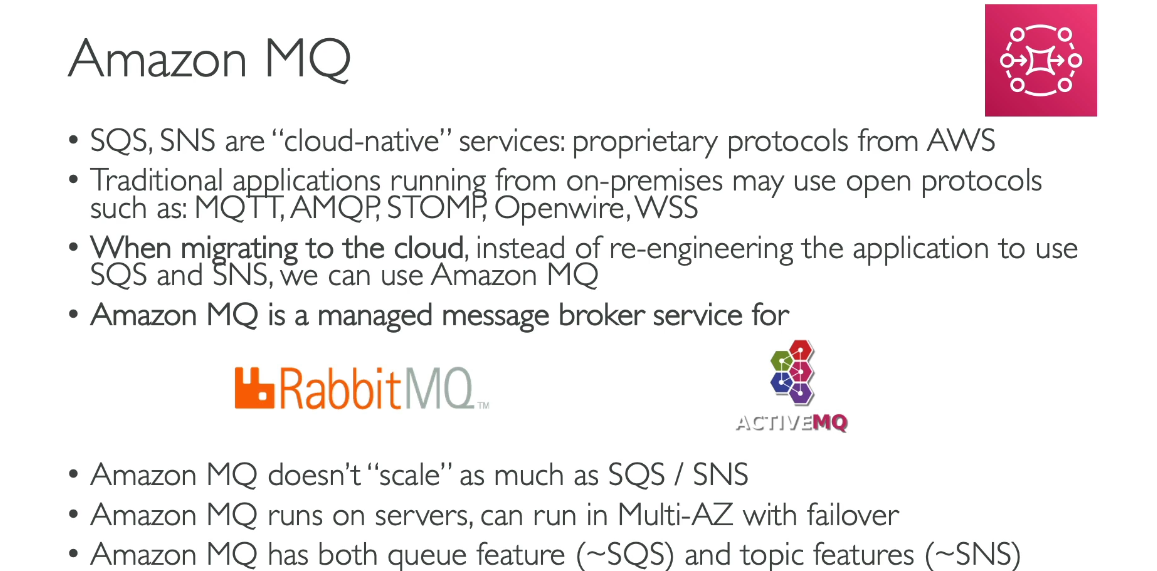 Amazon MQ
• SQS, SNS are “cloud-native” services: proprietary protocols from AWS
• Traditional applications running from on-premises may use open protocols
such as: MQTT, AMQP, STOMP, Openwire, WSS
• When migrating to the cloud, instead of re-engineering the application to use
SQS and SNS, we can use Amazon MQ
• Amazon MQ is a managed message broker service for
RabbitMQ™
ACTIVEMQ
• Amazon MQ doesn’t “scale” as much as SQS / SNS
• Amazon MQ runs on servers, can run in Multi-AZ with failover
• Amazon MQ has both queue feature (~SQS) and topic features (~SNS)